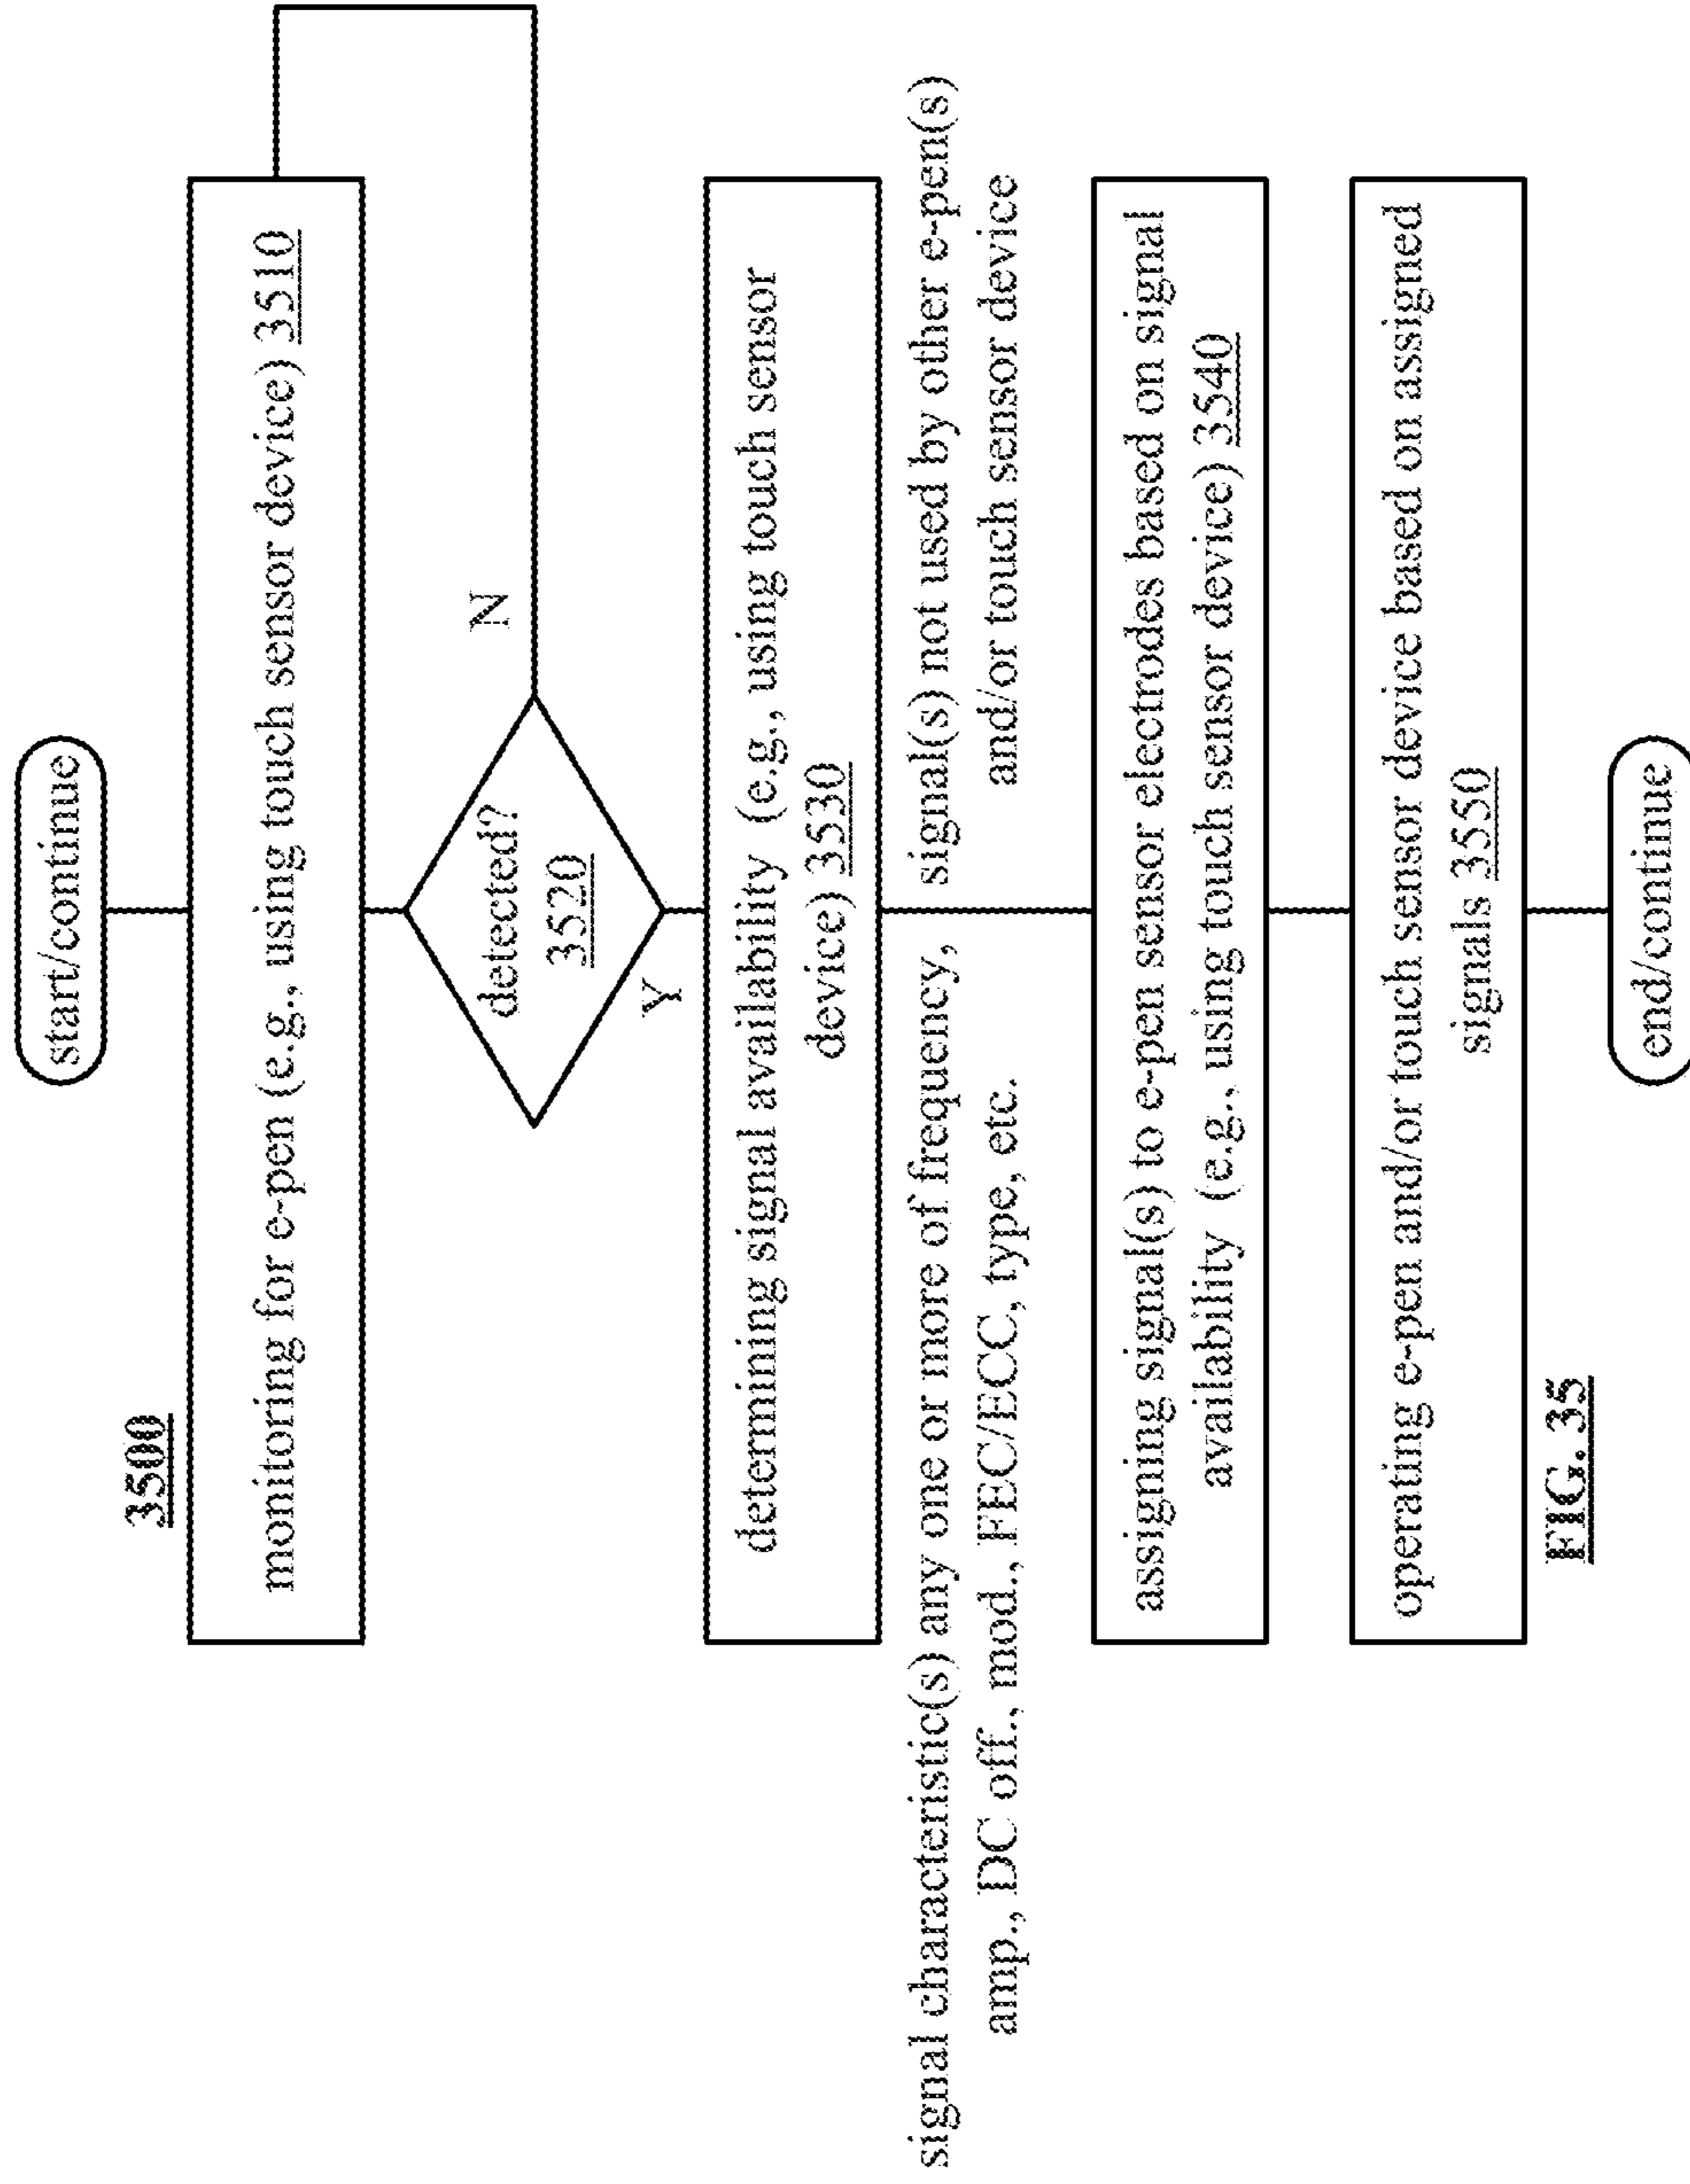 start/continue
3500
monitoring for e-pen (e.g., using touch sensor device) 3510
detected?
3520
N
Y
determining signal availability (e.g., using touch sensor
device) 3530
signal characteristic(s) any one or more of frequency,
amp., DC off., mod., FEC/ECC, type, etc.
signal(s) not used by other e-pen(s)
and/or touch sensor device
assigning signal(s) to e-pen sensor electrodes based on signal
availability (e.g., using touch sensor device) 3540
operating e-pen and/or touch sensor device based on assigned
signals 3550
end/continue
FIG. 35